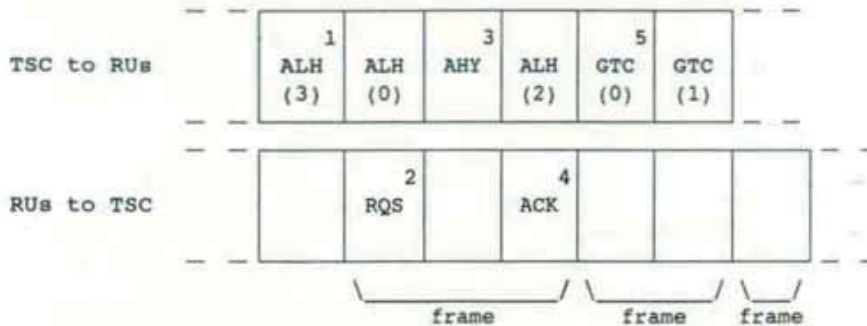 1 3 5
TSC to RUs ALH ALH AHY ALH GTC GTC
(3) (0) (2) (0) (1)
2 4
RUs to TSC RQS ACK
frame frame frame